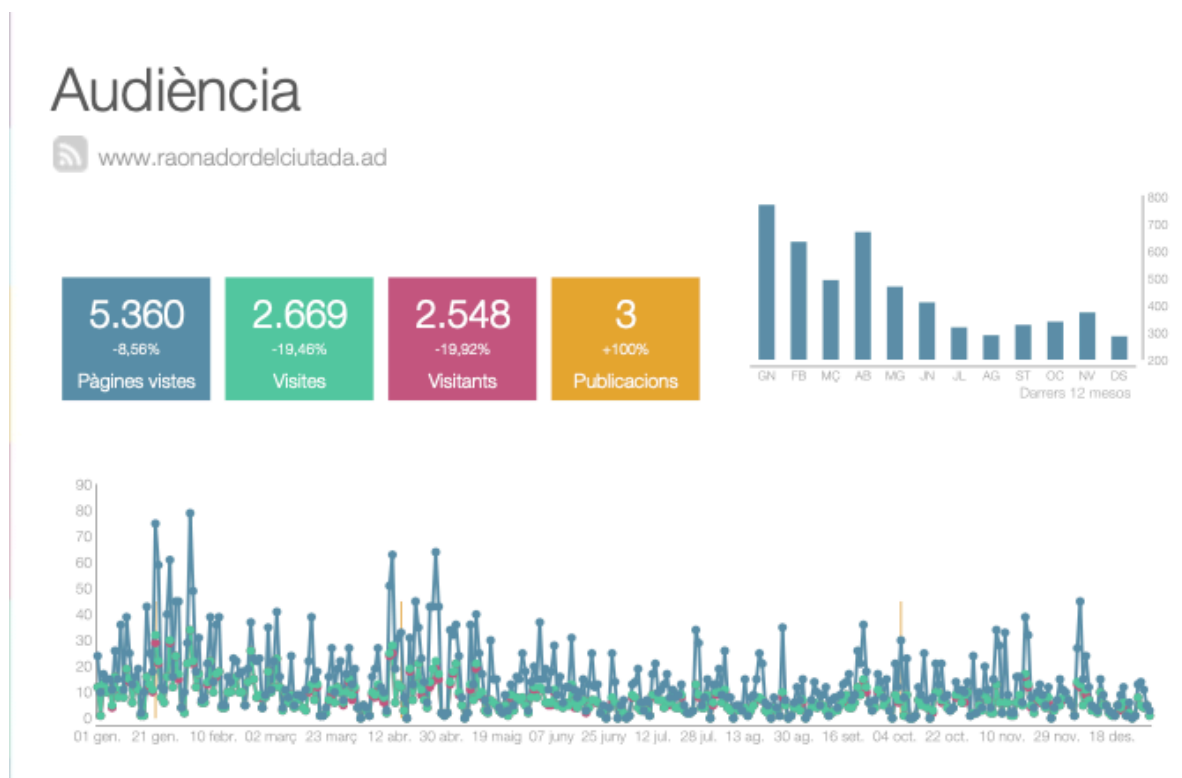 Audiència
www.raonadordelciutada.ad
5.360
-8,56%
Pàgines vistes
2.669
-19,46%
Visites
2.548
-19,92%
Visitants
3
+100%
Publicacions
800
700
600
500
400
300
200
GN FB MÇ AB MG JN JL AG ST OC NV DS
Darrers 12 mesos
90
80
70
60
50
40
30
20
10
0
01 gen. 21 gen. 10 febr. 02 març 23 març 12 abr. 30 abr. 19 maig 07 juny 25 juny 12 jul. 28 jul. 13 ag. 30 ag. 16 set. 04 oct. 22 oct. 10 nov. 29 nov. 18 des.